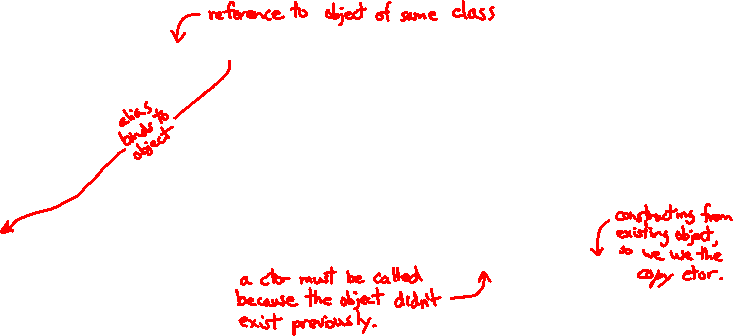 reference to object of same class
alias to
binds
object
constructing from
existing object,
so we use the
copy ctor.
a ctor must be called
because the object didn't
exist previously.